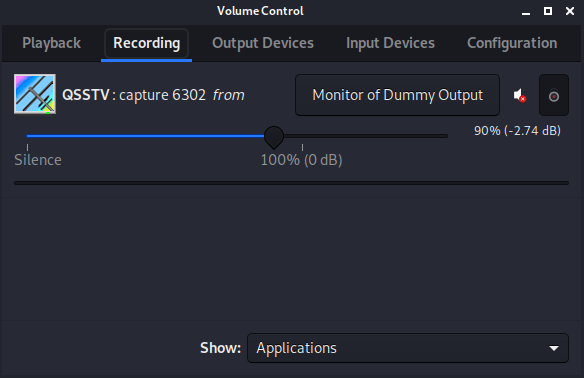 Volume Control
Playback Recording Output Devices Input Devices Configuration
QSSTV : capture 6302 from Monitor of Dummy Output
90% (-2.74 dB)
Silence 100% (0 dB)
Show: Applications